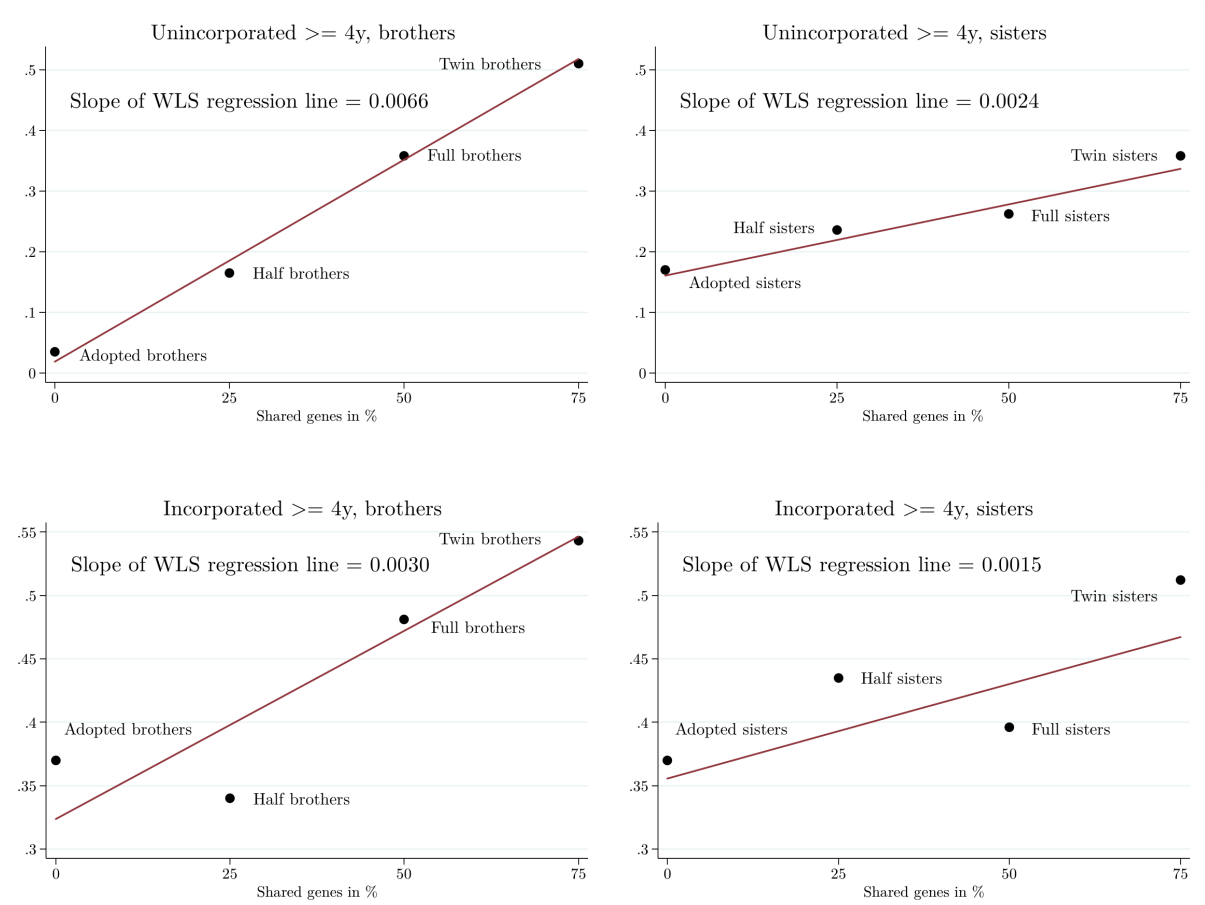 Unincorporated >= 4y, brothers
.5
.4
.3
.2
.1
0
Slope of WLS regression line = 0.0066
Twin brothers
Full brothers
Half brothers
Adopted brothers
0 25 50 75
Shared genes in %
Unincorporated >= 4y, sisters
.5
.4
.3
.2
.1
0
Slope of WLS regression line = 0.0024
Twin sisters
Full sisters
Half sisters
Adopted sisters
0 25 50 75
Shared genes in %
Incorporated >= 4y, brothers
.55
.5
.45
.4
.35
.3
Twin brothers
Slope of WLS regression line = 0.0030
Full brothers
Adopted brothers
Half brothers
0 25 50 75
Shared genes in %
Incorporated >= 4y, sisters
.55
.5
.45
.4
.35
.3
Slope of WLS regression line = 0.0015
Twin sisters
Half sisters
Adopted sisters
Full sisters
0 25 50 75
Shared genes in %